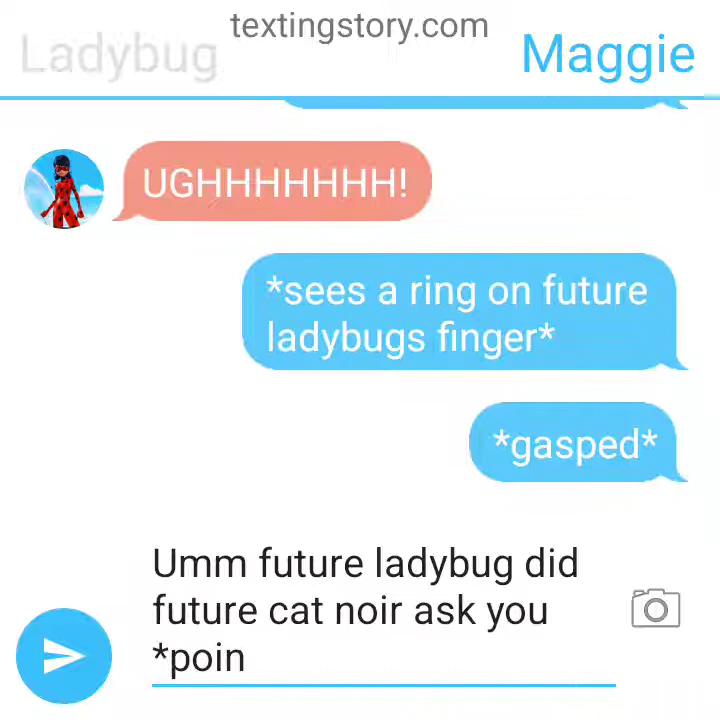 textingstory.com
Ladybug
Maggie
UGHHHHHHH!
*sees a ring on future
ladybugs finger*
*gasped*
Umm future ladybug did
future cat noir ask you
*poin